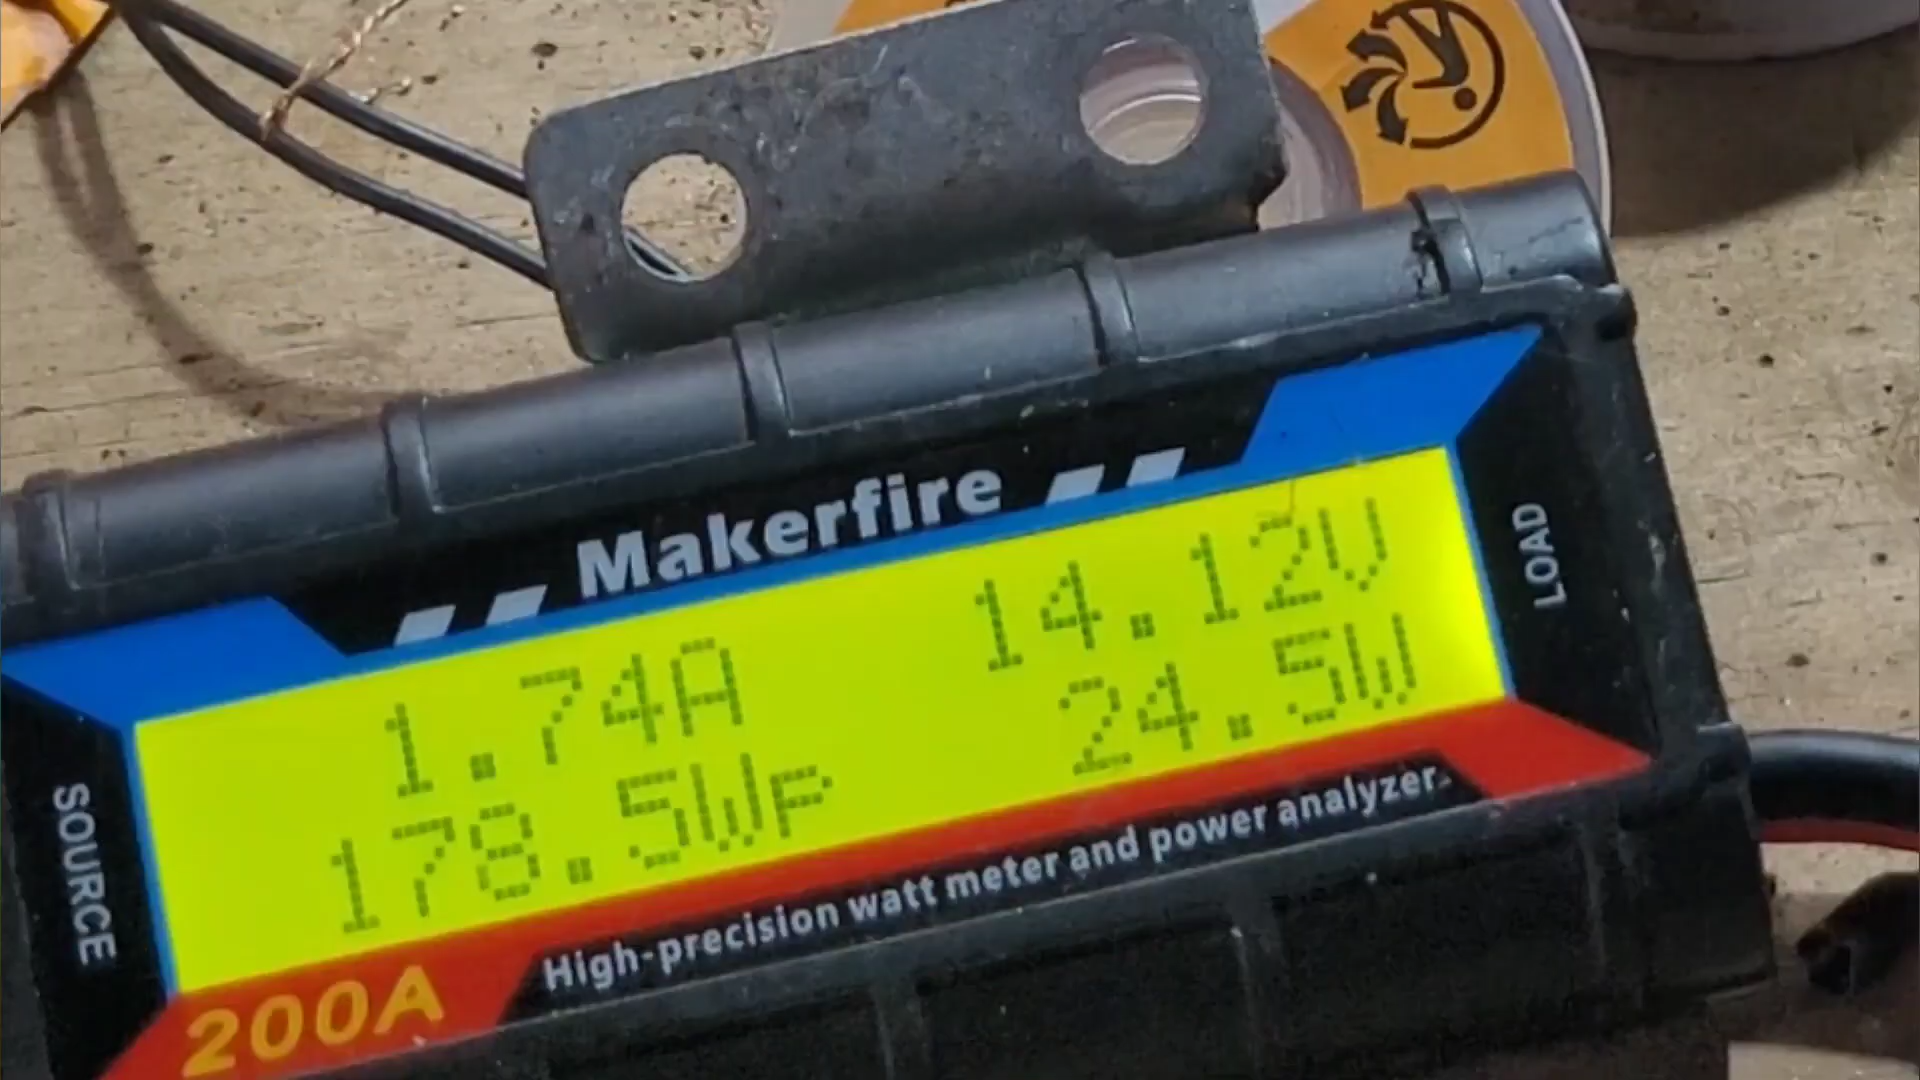 Makerfire
1.74A 14.12V
178.5Wp 24.5W
SOURCE
LOAD
200A
High-precision watt meter and power analyzer